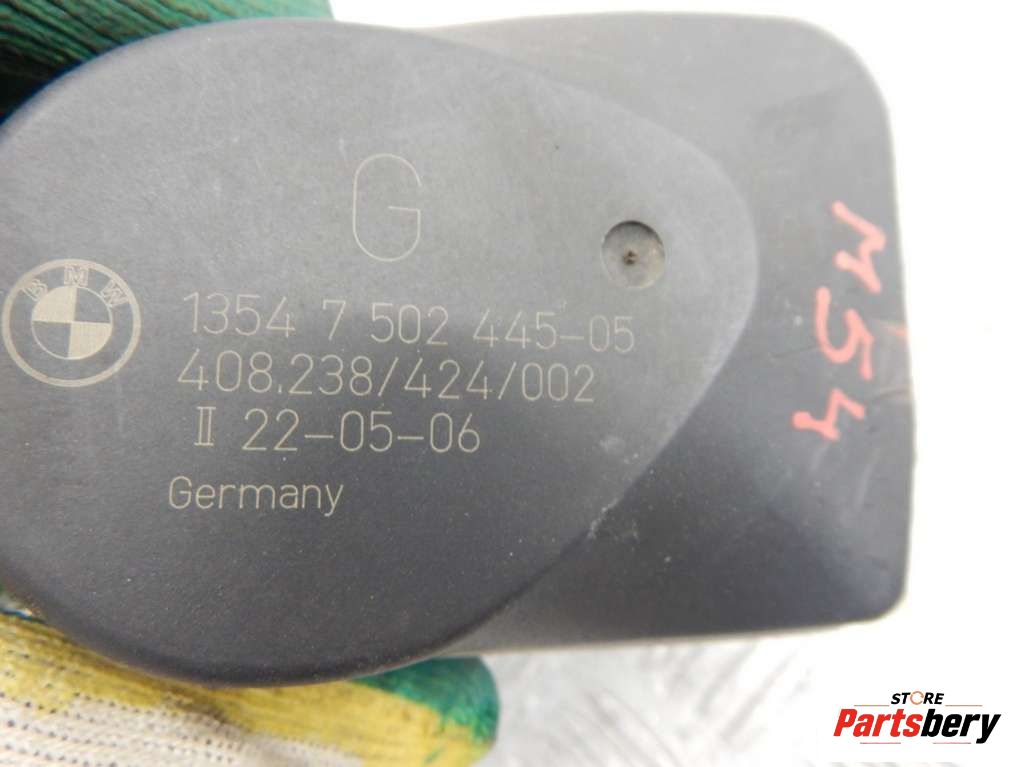 G
BMW
1354 7 502 445-05
408.238/424/002
II 22-05-06
Germany
M54
STORE
Partsbery